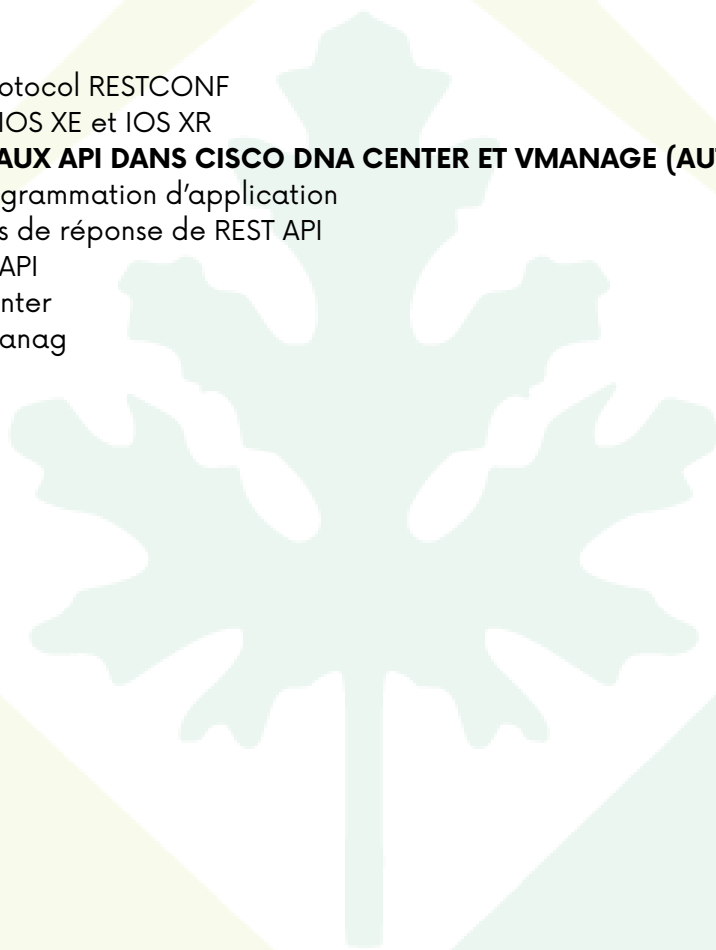 otocol RESTCONF
IOS XE et IOS XR
AUX API DANS CISCO DNA CENTER ET VMANAGE (AU
grammation d'application
s de réponse de REST API
API
nter
anag